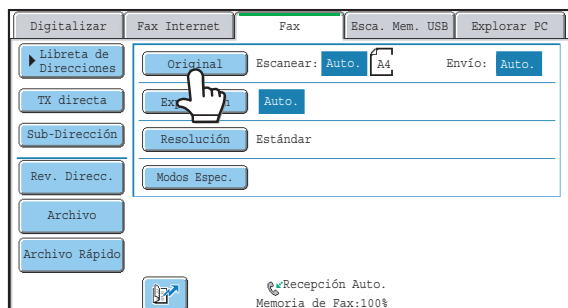 Digitalizar Fax Internet Fax Esca. Mem. USB Explorar PC
Libreta de
Direcciones
Original Escanear: Auto. A4 Envío: Auto.
TX directa
Auto.
Sub-Dirección
Resolución Estándar
Rev. Direcc.
Modos Espec.
Archivo
Archivo Rápido
Recepción Auto.
Memoria de Fax:100%